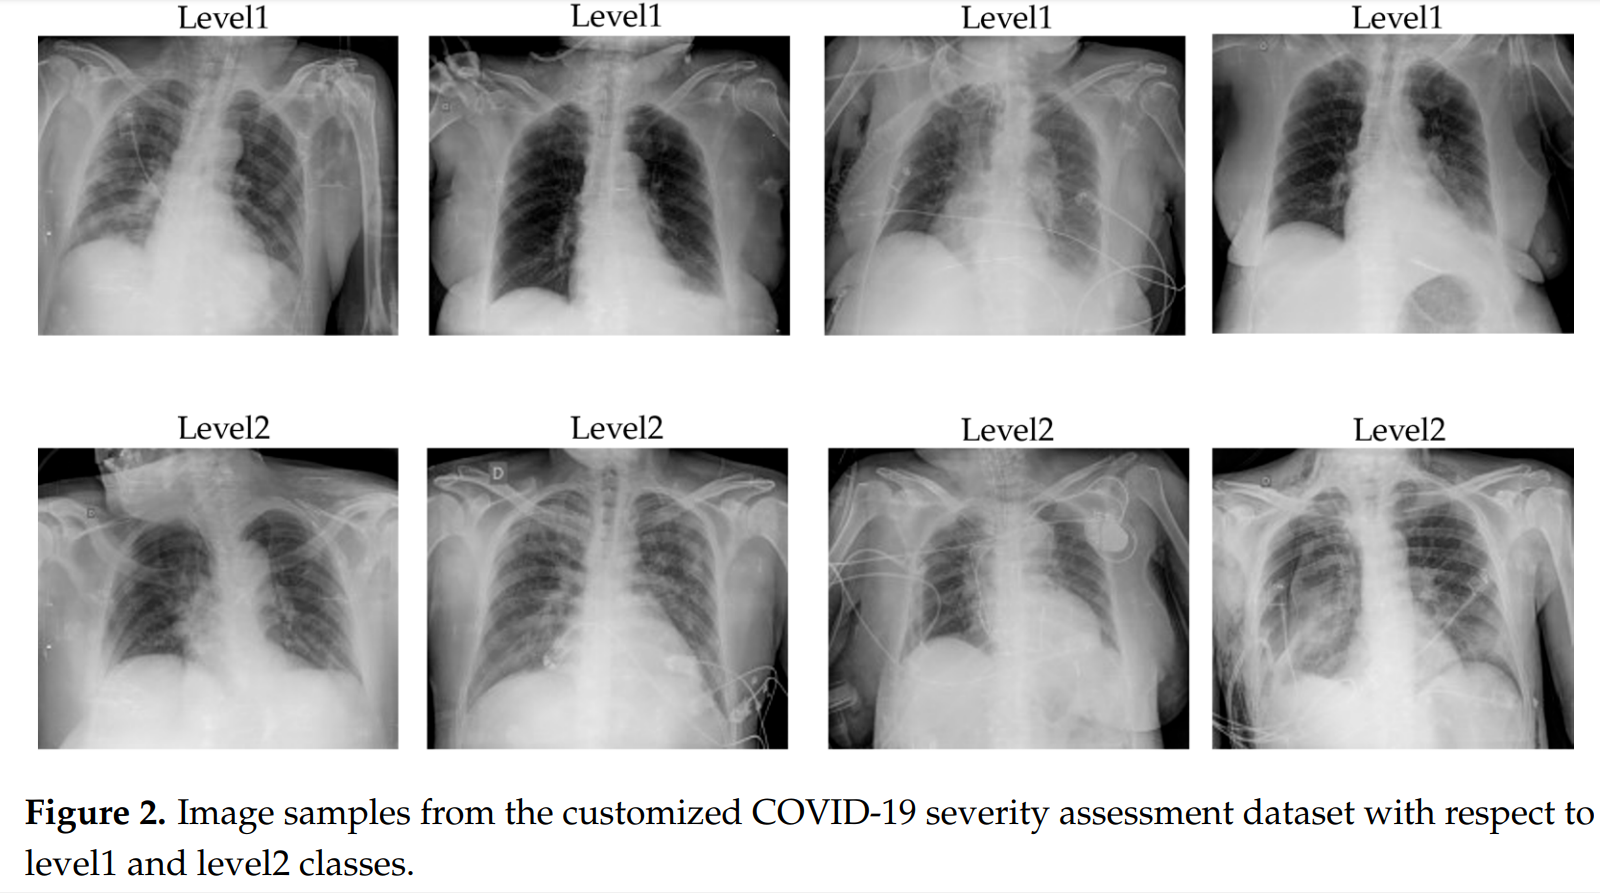 Level1 Level1 Level1 Level1
Level2 Level2 Level2 Level2
D
Figure 2. Image samples from the customized COVID-19 severity assessment dataset with respect to
level1 and level2 classes.